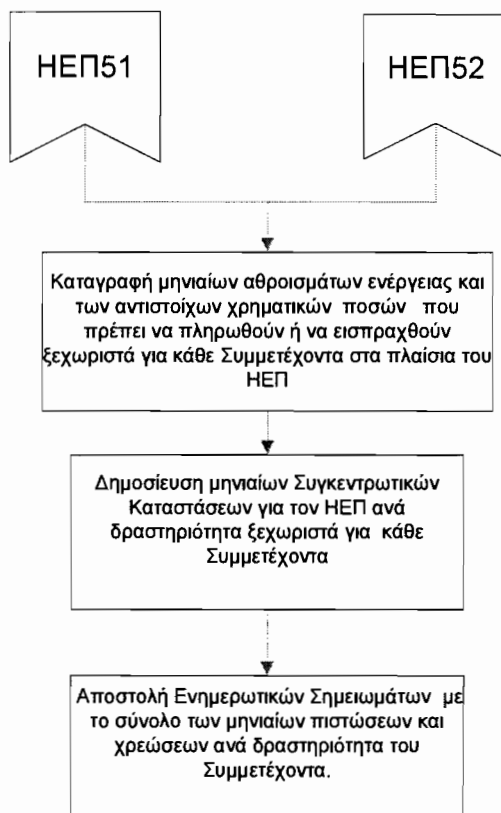 ΗΕΠ51
ΗΕΠ52
Καταγραφή μηνιαίων αθροισμάτων ενέργειας και
των αντιστοίχων χρηματικών ποσών που
πρέπει να πληρωθούν ή να εισπραχθούν
ξεχωριστά για κάθε Συμμετέχοντα στα πλαίσια του
ΗΕΠ
Δημοσίευση μηνιαίων Συγκεντρωτικών
Καταστάσεων για τον ΗΕΠ ανά
δραστηριότητα ξεχωριστά για κάθε
Συμμετέχοντα
Αποστολή Ενημερωτικών Σημειωμάτων με
το σύνολο των μηνιαίων πιστώσεων και
χρεώσεων ανά δραστηριότητα του
Συμμετέχοντα.